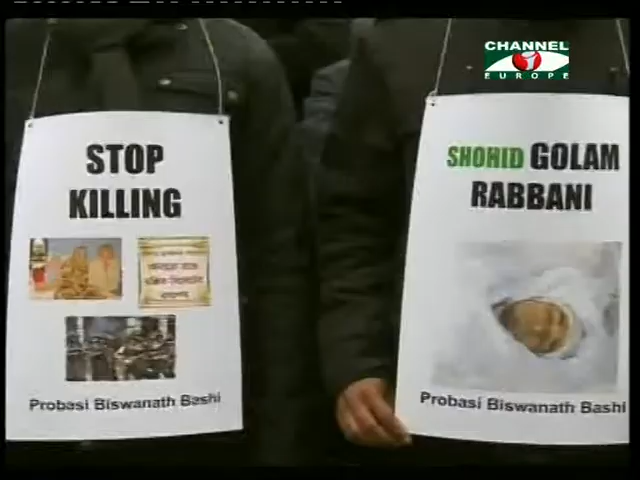 CHANNEL
EUROPE
STOP
KILLING
Probasi Biswanath Bashi
SHOHID GOLAM
RABBANI
Probasi Biswanath Bashi